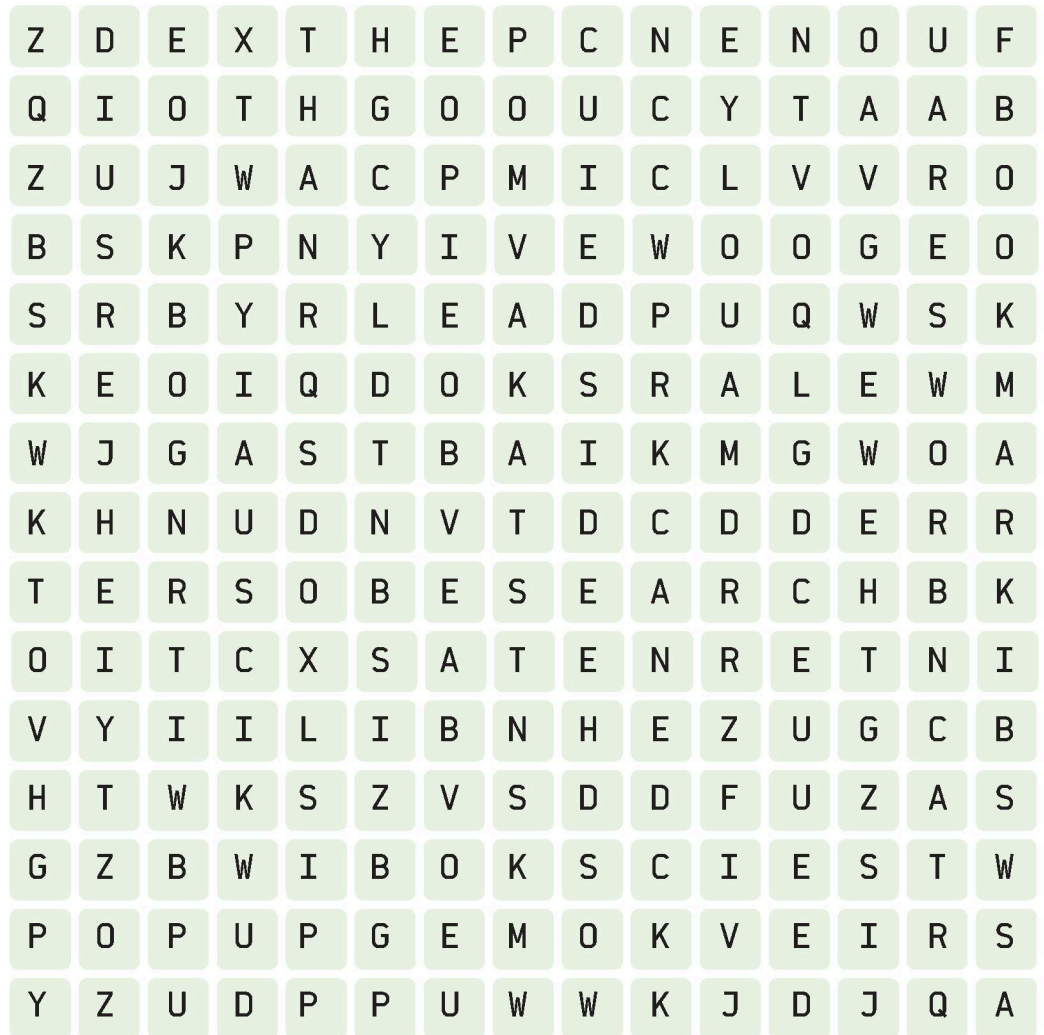 Z D E X T H E P C N E N O U F
Q I O T H G O O U C Y T A A B
Z U J W A C P M I C L V V R O
B S K P N Y I V E W O O G E O
S R B Y R L E A D P U Q W S K
K E O I Q D O K S R A L E W M
W J G A S T B A I K M G W O A
K H N U D N V T D C D D E R R
T E R S O B E S E A R C H B K
O I T C X S A T E N R E T N I
V Y I I L I B N H E Z U G C B
H T W K S Z V S D D F U Z A S
G Z B W I B O K S C I E S T W
P O P U P G E M O K V E I R S
Y Z U D P P U W W K J D J Q A